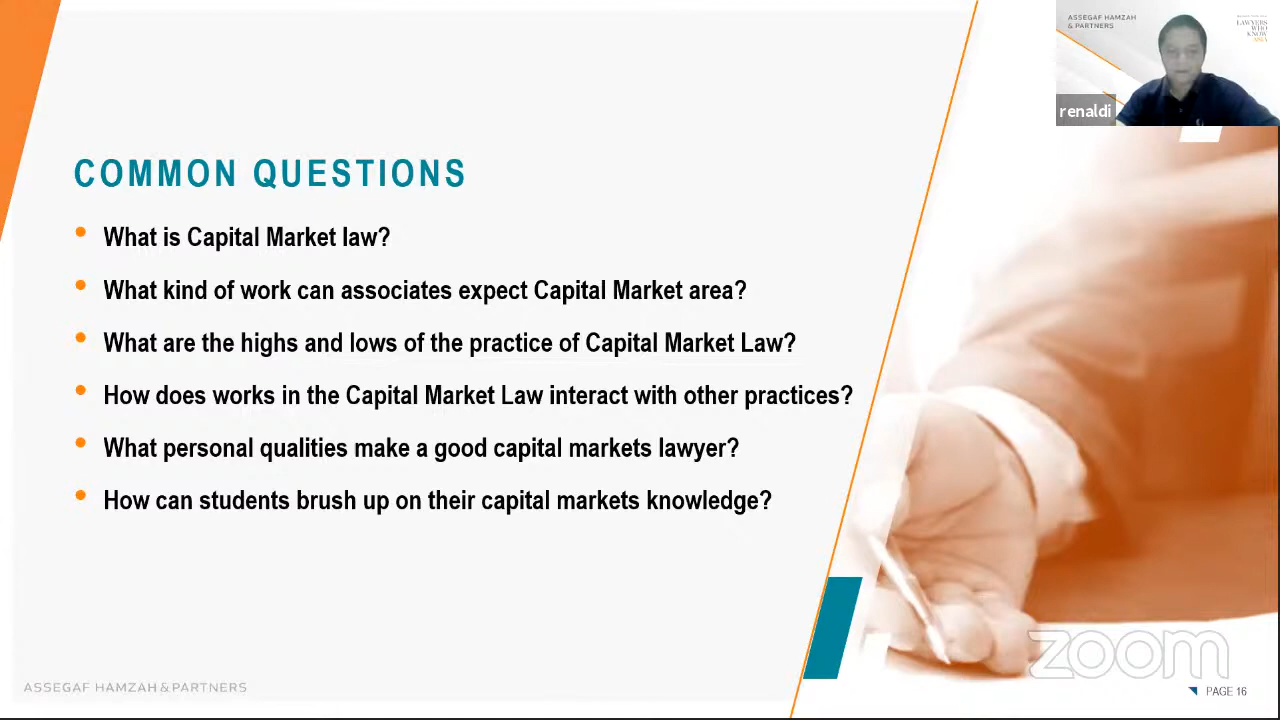 ASSEGAF HAMZAH
& PARTNERS
LAWYERS
WHO
KNOW
ASIA
renaldi
COMMON QUESTIONS
• What is Capital Market law?
• What kind of work can associates expect Capital Market area?
• What are the highs and lows of the practice of Capital Market Law?
• How does works in the Capital Market Law interact with other practices?
• What personal qualities make a good capital markets lawyer?
• How can students brush up on their capital markets knowledge?
zoom
ASSEGAF HAMZAH & PARTNERS
PAGE 16